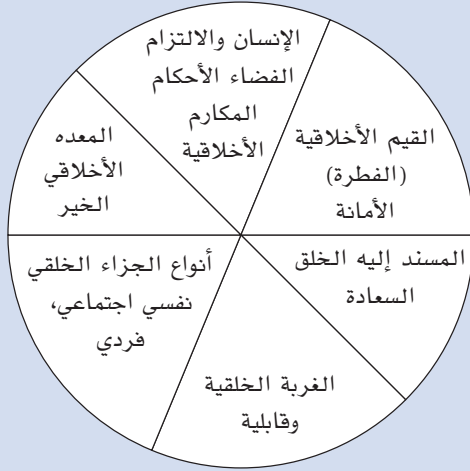 الإنسان والالتزام
الفضاء الأحكام
المكارم
الأخلاقية
القيم الأخلاقية
(الفطرة)
الأمانة
المسند إليه الخلق
السعادة
الغربة الخلقية
وقابلية
أنواع الجزاء الخلقي
نفسي اجتماعي،
فردي
المعده
الأخلاقي
الخير